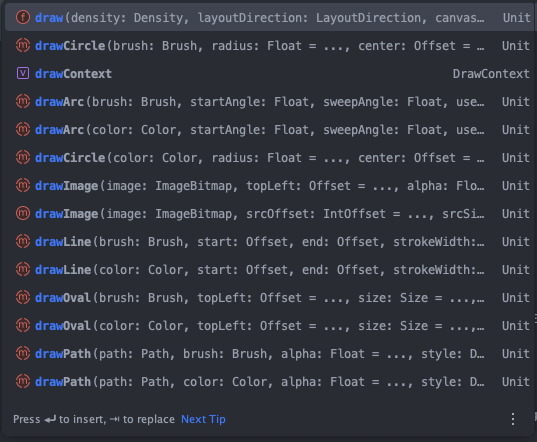 f draw(density: Density, layoutDirection: LayoutDirection, canvas... Unit
m drawCircle(brush: Brush, radius: Float = ..., center: Offset = ... Unit
v drawContext DrawContext
m drawArc(brush: Brush, startAngle: Float, sweepAngle: Float, use... Unit
m drawArc(color: Color, startAngle: Float, sweepAngle: Float, use... Unit
m drawCircle(color: Color, radius: Float = ..., center: Offset = ... Unit
m drawImage(image: ImageBitmap, topLeft: Offset = ..., alpha: Flo... Unit
m drawImage(image: ImageBitmap, srcOffset: IntOffset = ..., srcSi... Unit
m drawLine(brush: Brush, start: Offset, end: Offset, strokeWidth:... Unit
m drawLine(color: Color, start: Offset, end: Offset, strokeWidth:... Unit
m drawOval(brush: Brush, topLeft: Offset = ..., size: Size = ...,... Unit
m drawOval(color: Color, topLeft: Offset = ..., size: Size = ...,... Unit
m drawPath(path: Path, brush: Brush, alpha: Float = ..., style: D... Unit
m drawPath(path: Path, color: Color, alpha: Float = ..., style: D... Unit
Press ↵ to insert, ⇥ to replace Next Tip